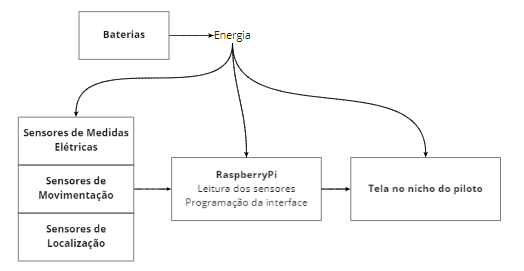 Baterias
Energia
Sensores de Medidas
Elétricas
Sensores de
Movimentação
Sensores de
Localização
RaspberryPi
Leitura dos sensores
Programação da interface
Tela no nicho do piloto